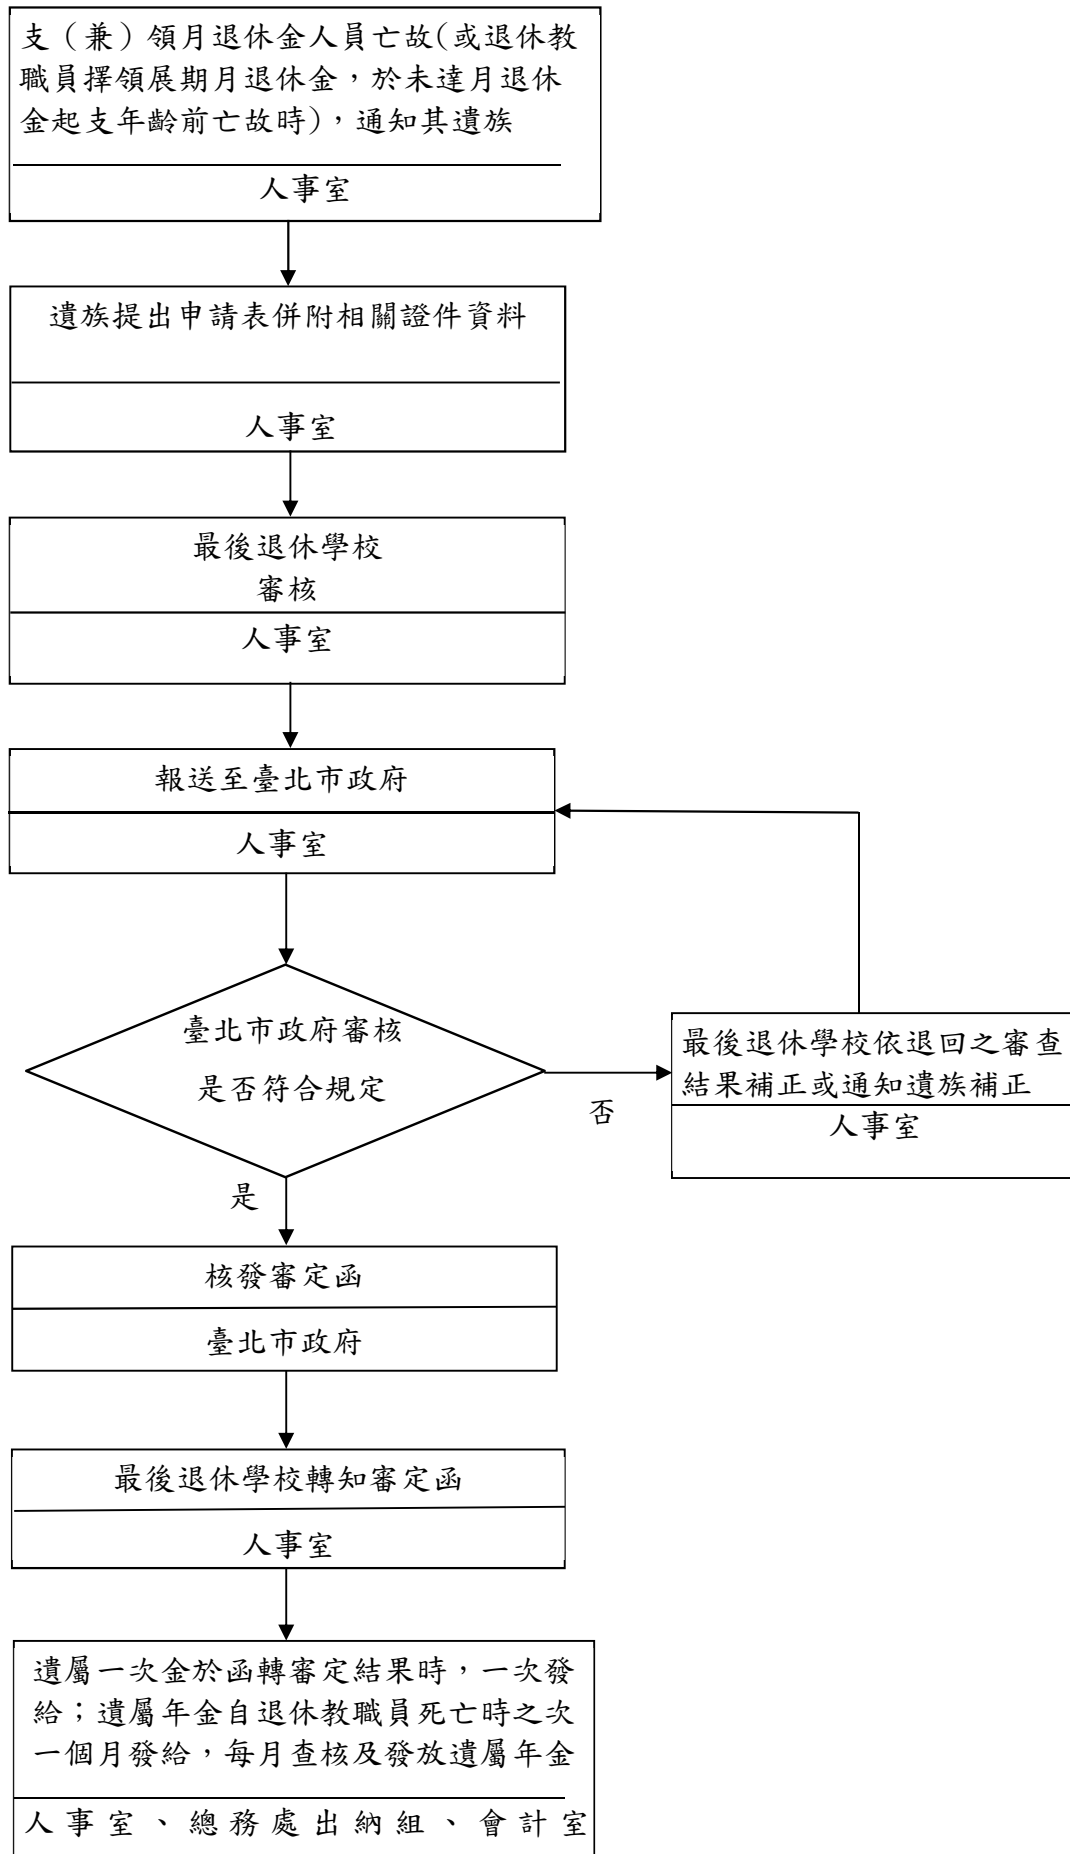 支（兼）領月退休金人員亡故(或退休教
職員擇領展期月退休金，於未達月退休
金起支年齡前亡故時)，通知其遺族
人事室
遺族提出申請表併附相關證件資料
人事室
最後退休學校
審核
人事室
報送至臺北市政府
人事室
臺北市政府審核
是否符合規定
否
最後退休學校依退回之審查
結果補正或通知遺族補正
人事室
是
核發審定函
臺北市政府
最後退休學校轉知審定函
人事室
遺屬一次金於函轉審定結果時，一次發
給；遺屬年金自退休教職員死亡時之次
一個月發給，每月查核及發放遺屬年金
人事室、總務處出納組、會計室